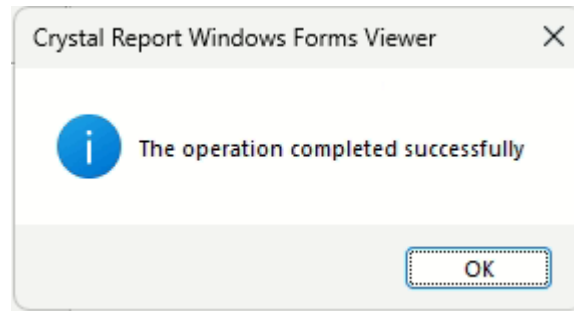 Crystal Report Windows Forms Viewer
The operation completed successfully
OK